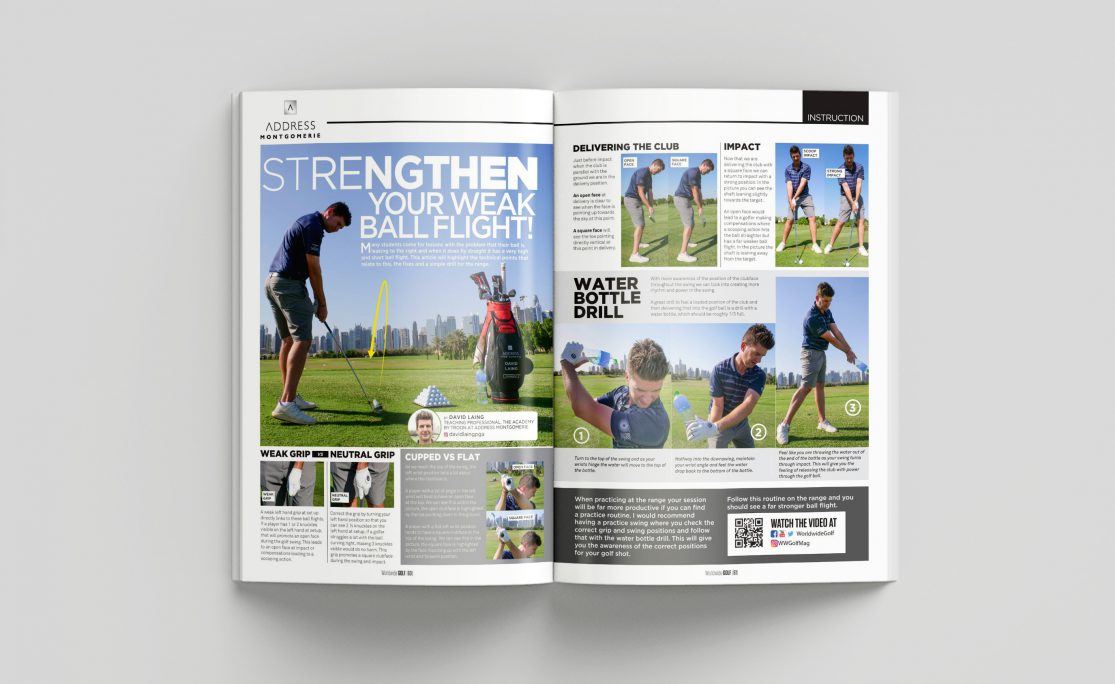 ADDRESS
MONTGOMERIE
STRENGTHEN
YOUR WEAK
BALL FLIGHT!
Many students come for lessons with the problem that their ball is
leaking to the right and when it does fly straight it has a very high
and short ball flight. This article will highlight the technical points that
relate to this, the fixes and a simple drill for the range.
ADDRESS
DAVID
LAING
BY DAVID LAING
TEACHING PROFESSIONAL, THE ACADEMY
BY TROON AT ADDRESS MONTGOMERIE
davidlaingpga
WEAK GRIP VS NEUTRAL GRIP
WEAK
GRIP
NEUTRAL
GRIP
A weak left hand grip at set up
directly links to these ball flights.
If a player has 1 or 2 knuckles
visible on the left hand at setup,
that will promote an open face
during the golf swing. This leads
to an open face at impact or
compensations leading to a
scooping action.
Correct the grip by turning your
left hand position so that you
can see 2 ½ knuckles on the
left hand at setup. If a golfer
struggles a lot with the ball
curving right, making 3 knuckles
visible would do no harm. This
grip promotes a square clubface
during the swing and impact.
CUPPED VS FLAT
OPEN FACE
SQUARE FACE
Worldwide GOLF | 60 |
INSTRUCTION
DELIVERING THE CLUB
Just before impact
when the club is
parallel with the
ground we are in the
delivery position.
An open face at
delivery is clear to
see when the face is
pointing up towards
the sky at this point.
A square face will
see the toe pointing
directly vertical at
this point in delivery.
OPEN
FACE
SQUARE
FACE
IMPACT
Now that we are
delivering the club with
a square face we can
return to impact with a
strong position. In the
picture you can see the
shaft leaning slightly
towards the target.
An open face would
lead to a golfer making
compensations where
a scooping action hits
the ball straighter but
has a far weaker ball
flight. In the picture the
shaft is leaning away
from the target.
SCOOP
IMPACT
STRONG
IMPACT
WATER
BOTTLE
DRILL
With more awareness of the position of the clubface
throughout the swing we can look into creating more
rhythm and power in the swing.
A great drill to feel a loaded position of the club and
then delivering that into the golf ball is a drill with a
water bottle, which should be roughly 1/3 full.
1
2
3
Turn to the top of the swing and as your
wrists hinge the water will move to the top of
the bottle.
Halfway into the downswing, maintain
your wrist angle and feel the water
drop back to the bottom of the bottle.
Feel like you are throwing the water out of
the end of the bottle as your swing turns
through impact. This will give you the
feeling of releasing the club with power
through the golf ball.
When practicing at the range your session
will be far more productive if you can find
a practice routine. I would recommend
having a practice swing where you check the
correct grip and swing positions and follow
that with the water bottle drill. This will give
you the awareness of the correct positions
for your golf shot.
Follow this routine on the range and you
should see a far stronger ball flight.
WATCH THE VIDEO AT
WorldwideGolf
WWGolfMag
Worldwide GOLF | 61 |